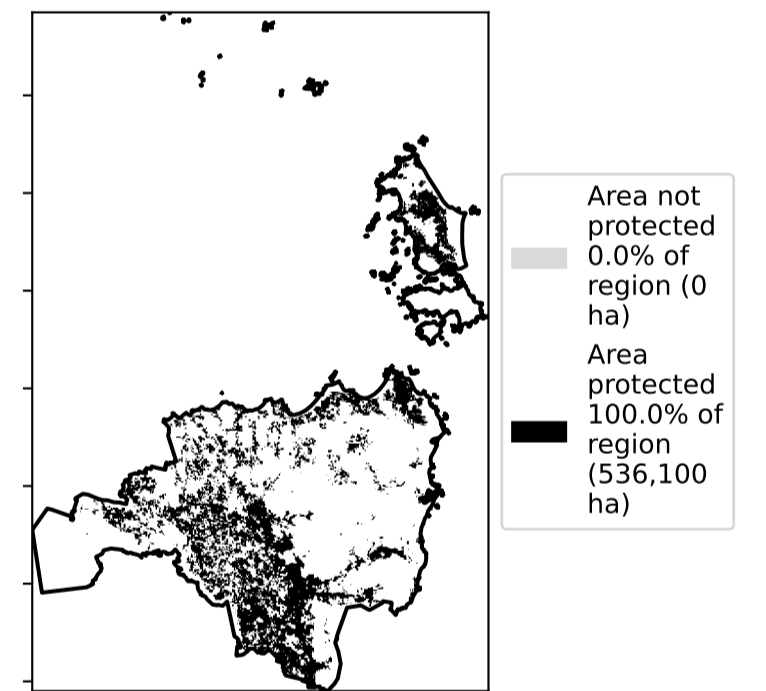 Area not
protected
0.0% of
region (0
ha)
Area
protected
100.0% of
region
(536,100
ha)